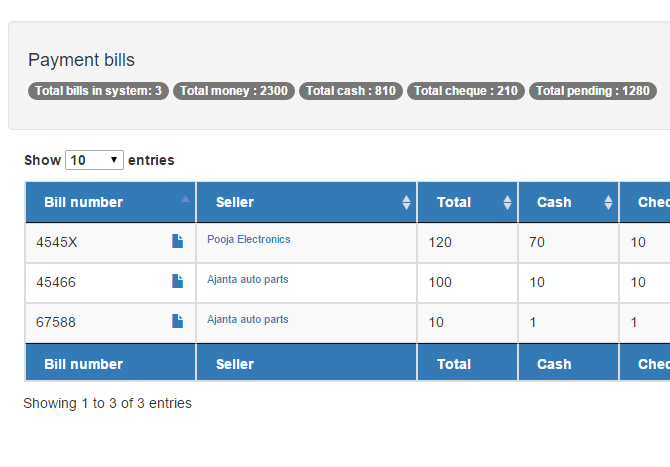 Payment bills
Total bills in system: 3 Total money : 2300 Total cash : 810 Total cheque : 210 Total pending : 1280
Show 10 entries
Bill number Seller Total Cash Chec
4545X Pooja Electronics 120 70 10
45466 Ajanta auto parts 100 10 10
67588 Ajanta auto parts 10 1 1
Bill number Seller Total Cash Chec
Showing 1 to 3 of 3 entries